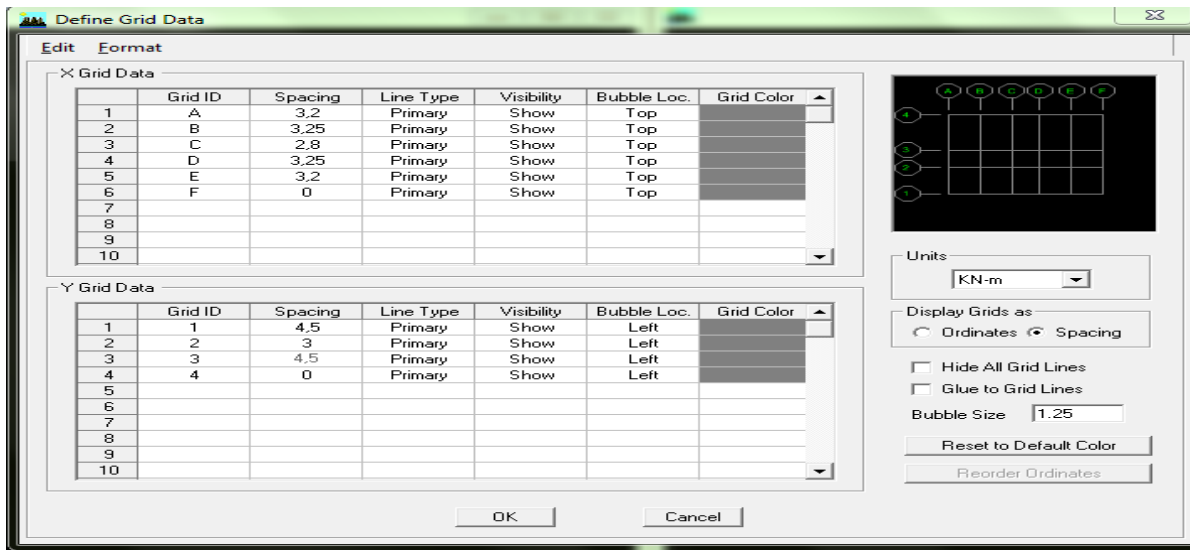 Define Grid Data
Edit Format
X Grid Data
Grid ID Spacing Line Type Visibility Bubble Loc. Grid Color
1 A 3,2 Primary Show Top
2 B 3,25 Primary Show Top
3 C 2,8 Primary Show Top
4 D 3,25 Primary Show Top
5 E 3,2 Primary Show Top
6 F 0 Primary Show Top
7
8
9
10
Y Grid Data
Grid ID Spacing Line Type Visibility Bubble Loc. Grid Color
1 1 4,5 Primary Show Left
2 2 3 Primary Show Left
3 3 4,5 Primary Show Left
4 4 0 Primary Show Left
5
6
7
8
9
10
A B C D E F
4
3
2
1
Units
KN-m
Display Grids as
Ordinates Spacing
Hide All Grid Lines
Glue to Grid Lines
Bubble Size 1.25
Reset to Default Color
Reorder Ordinates
OK Cancel